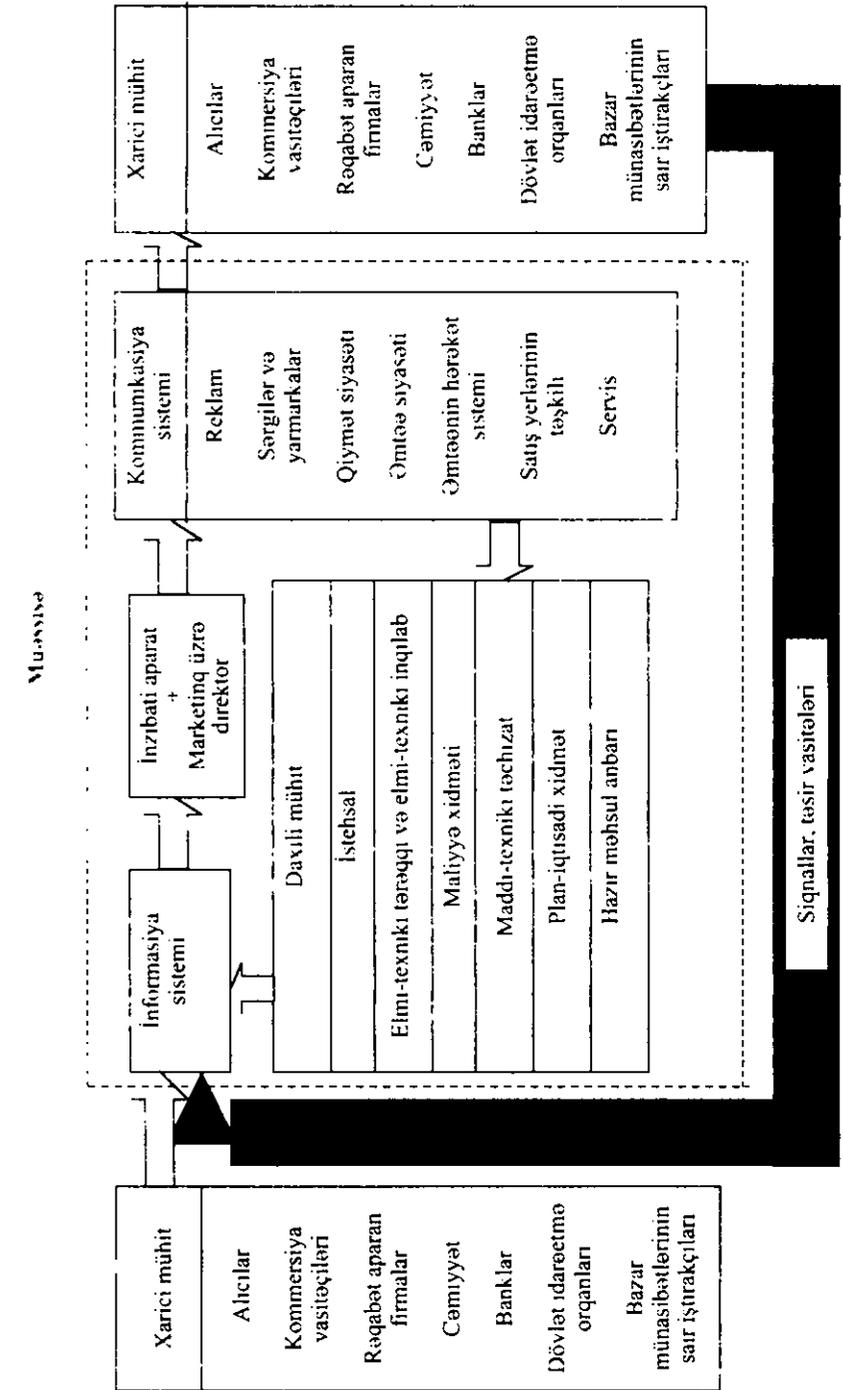 Müəssisə
Xarici mühit
Alıcılar
Kommersiya
vasitəçiləri
Rəqabət aparan
firmalar
Cəmiyyət
Banklar
Dövlət idarəetmə
orqanları
Bazar
münasibətlərinin
sair iştirakçıları
İnformasiya
sistemi
İnzibati aparat
+
Marketinq üzrə
direktor
Daxili mühit
İstehsal
Elmi-texniki tərəqqi və elmi-texniki inqilab
Maliyyə xidməti
Maddi-texniki təchizat
Plan-iqtisadi xidmət
Hazır məhsul anbarı
Kommunikasiya
sistemi
Reklam
Sərgilər və
yarmarkalar
Qiymət siyasəti
Əmtəə siyasəti
Əmtəənin hərəkət
sistemi
Satış yerlərinin
təşkili
Servis
Xarici mühit
Alıcılar
Kommersiya
vasitəçiləri
Rəqabət aparan
firmalar
Cəmiyyət
Banklar
Dövlət idarəetmə
orqanları
Bazar
münasibətlərinin
sair iştirakçıları
Siqnallar, təsir vasitələri